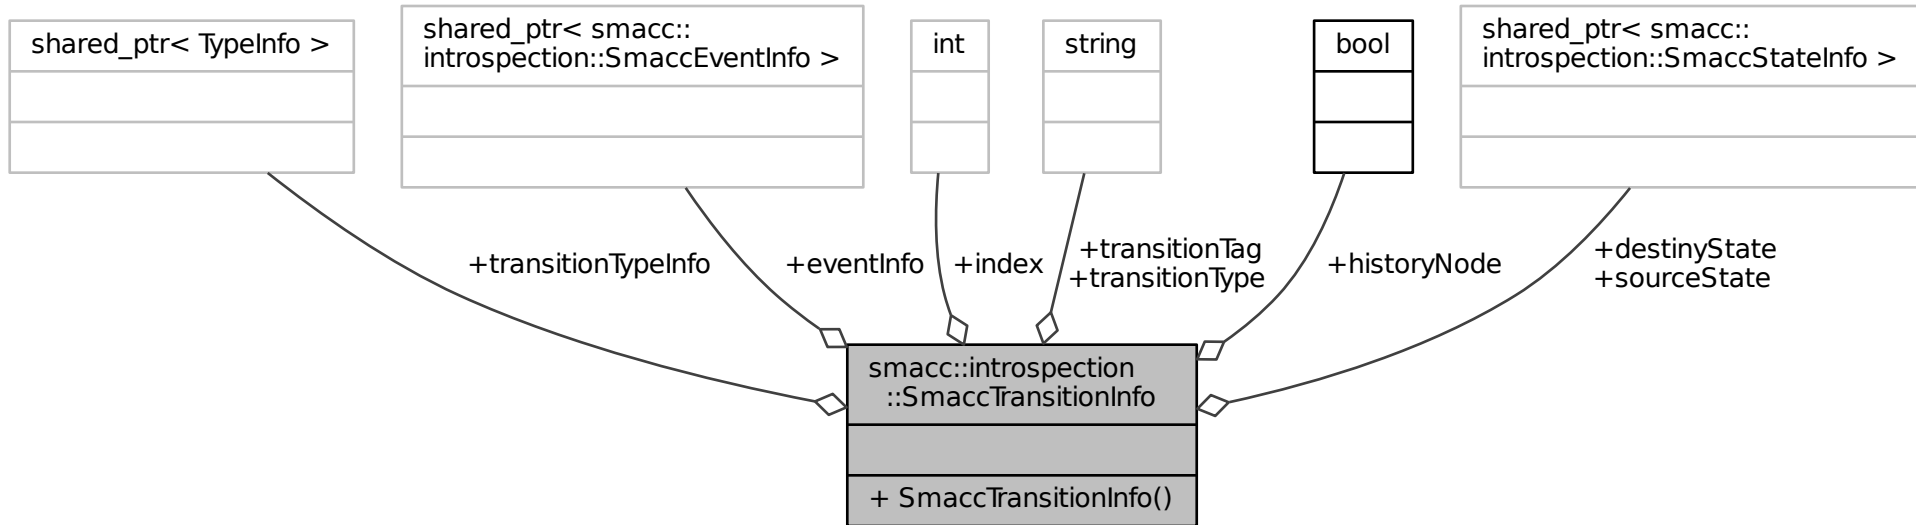 shared_ptr< TypeInfo >
shared_ptr< smacc::
introspection::SmaccEventInfo >
int
string
bool
shared_ptr< smacc::
introspection::SmaccStateInfo >
+transitionTypeInfo
+eventInfo
+index
+transitionTag
+transitionType
+historyNode
+destinyState
+sourceState
smacc::introspection
::SmaccTransitionInfo
+ SmaccTransitionInfo()